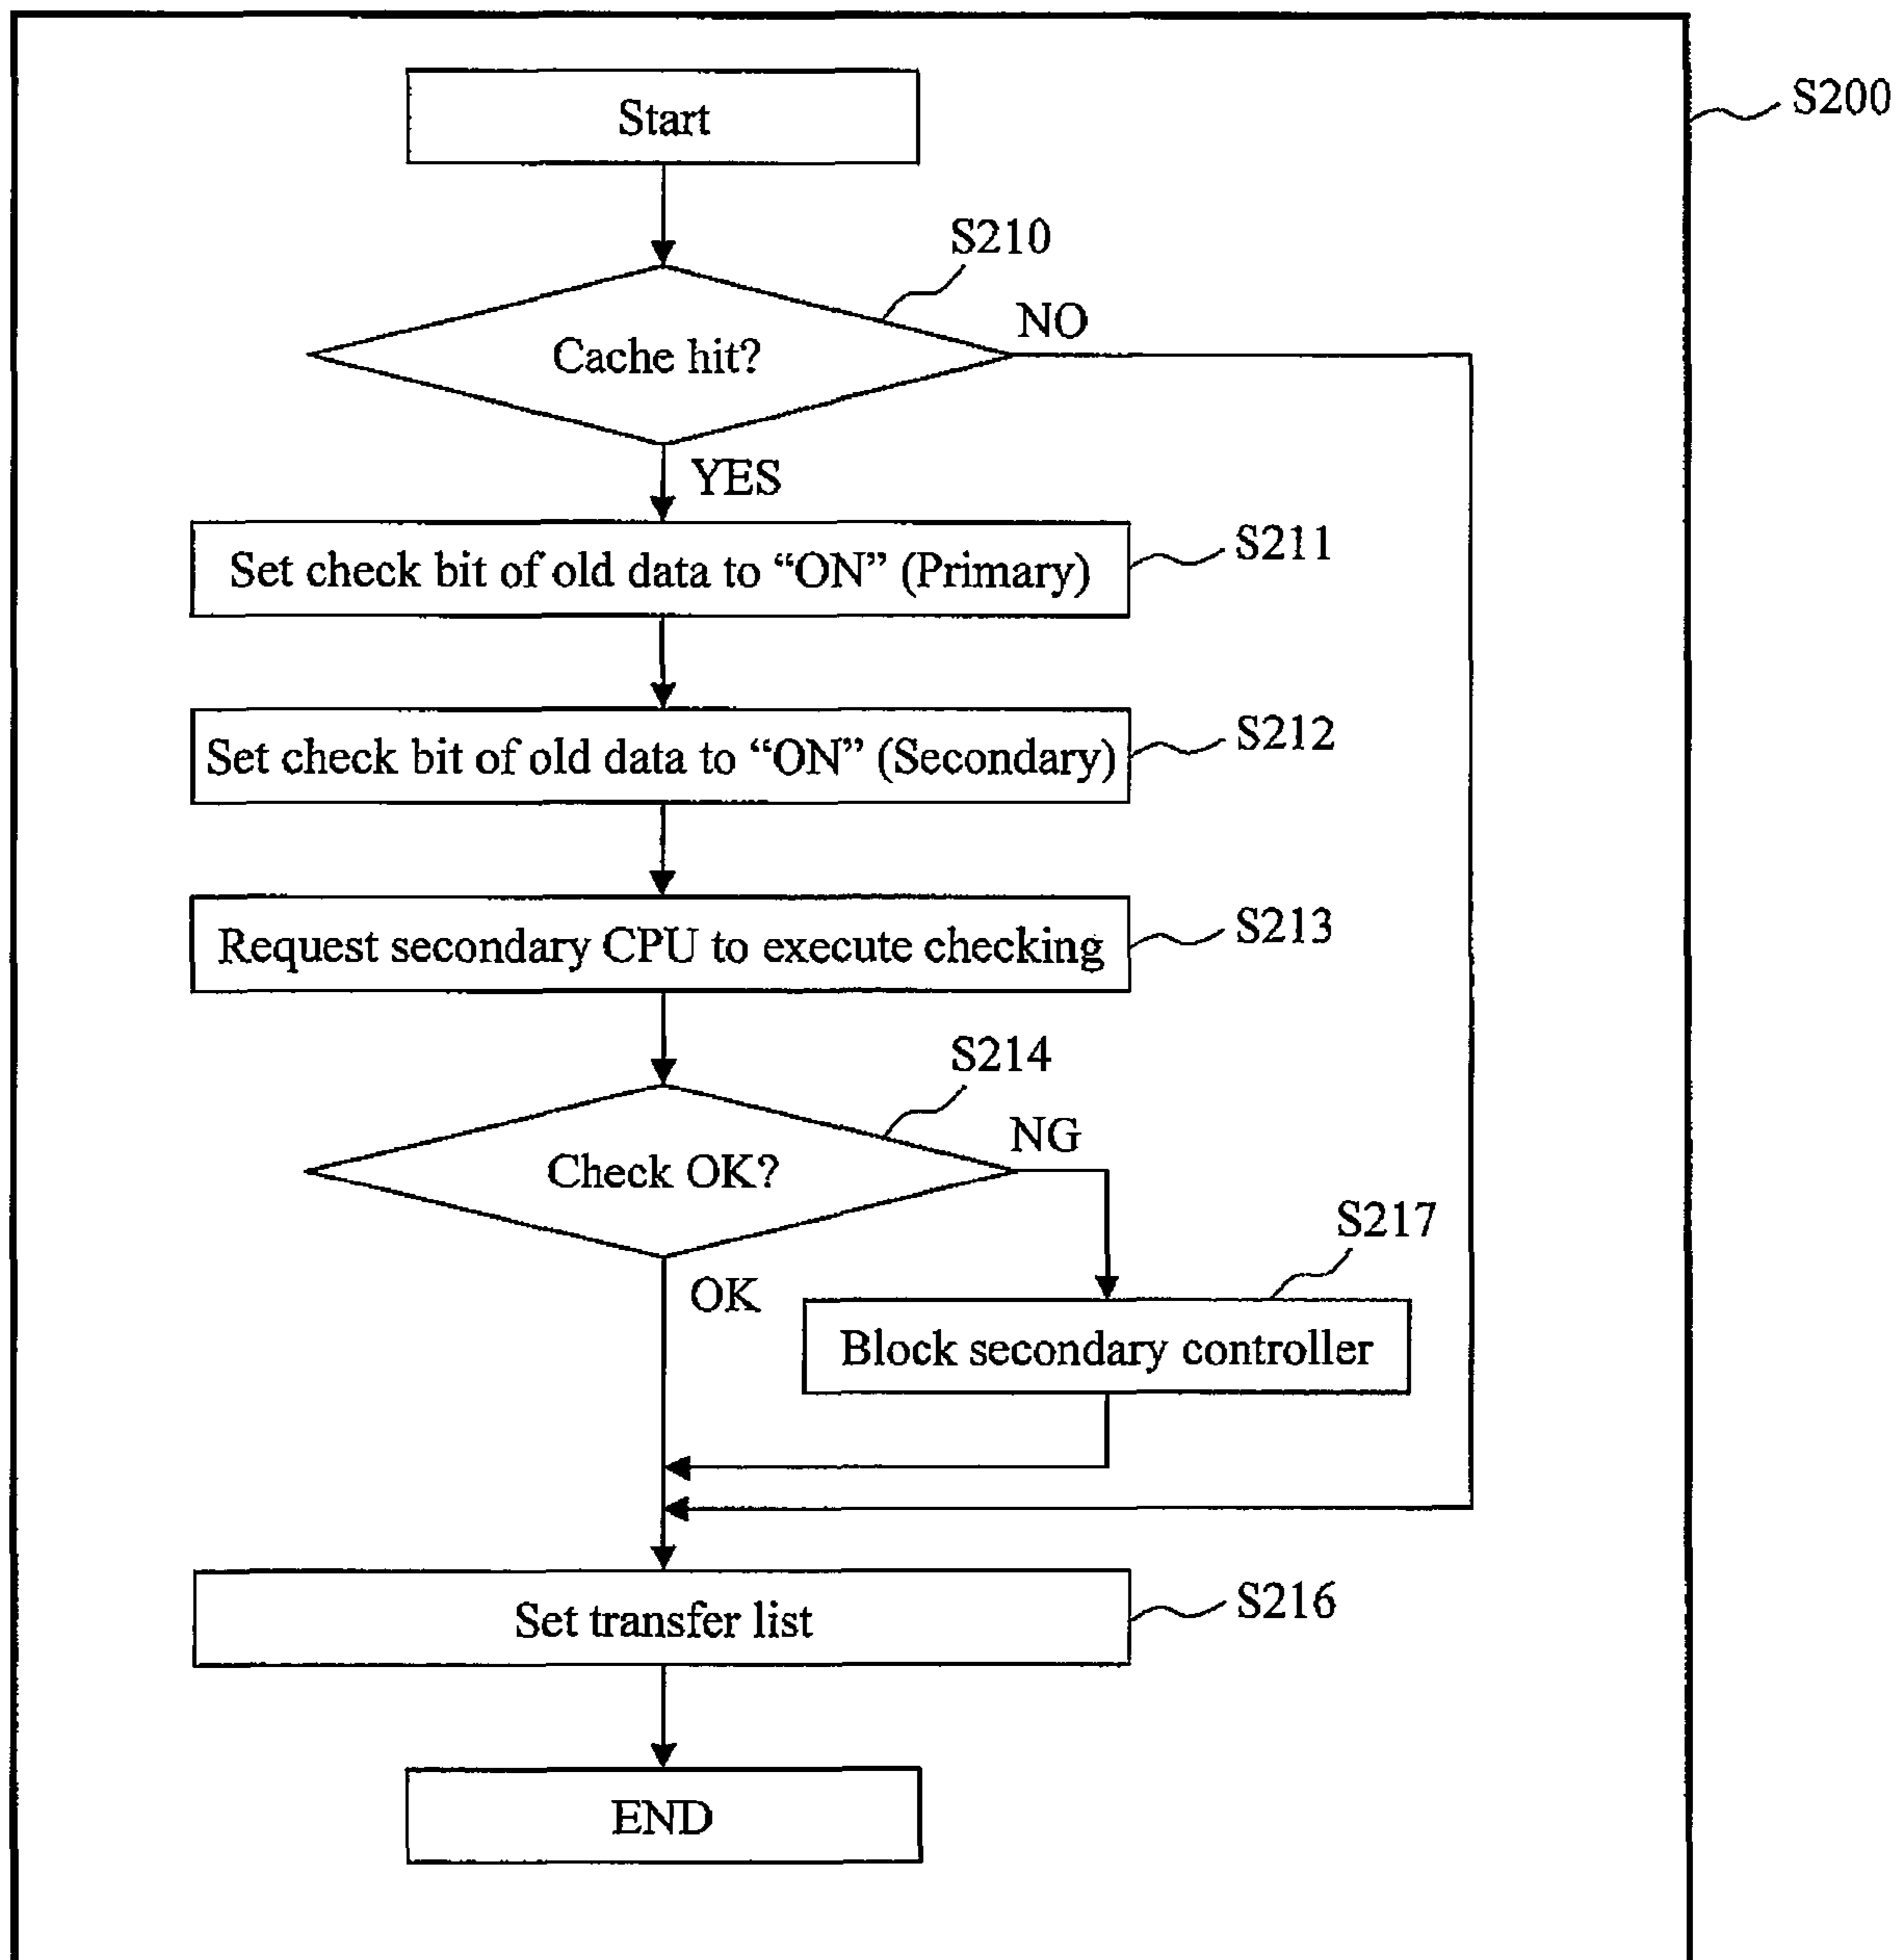 Start
S200
S210
Cache hit?
NO
YES
Set check bit of old data to “ON” (Primary)
S211
Set check bit of old data to “ON” (Secondary)
S212
Request secondary CPU to execute checking
S213
S214
Check OK?
NG
S217
OK
Block secondary controller
Set transfer list
S216
END